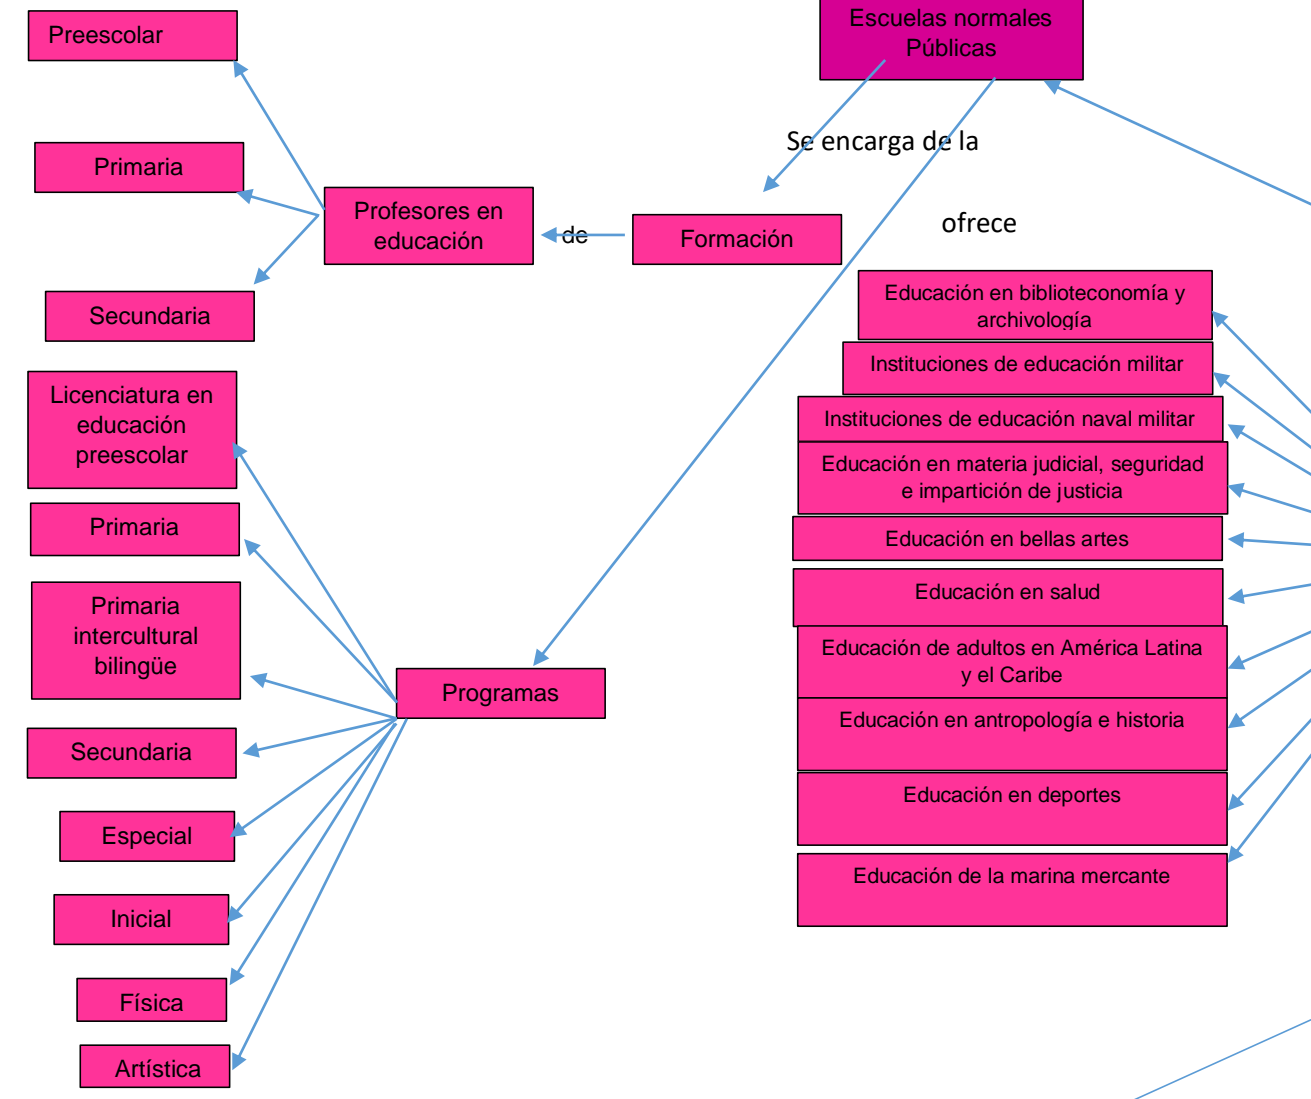 Escuelas normales
Públicas
Preescolar
Se encarga de la
Primaria
Profesores en
educación
de
Formación
ofrece
Secundaria
Educación en biblioteconomía y
archivología
Instituciones de educación militar
Instituciones de educación naval militar
Educación en materia judicial, seguridad
e impartición de justicia
Educación en bellas artes
Educación en salud
Educación de adultos en América Latina
y el Caribe
Educación en antropología e historia
Educación en deportes
Educación de la marina mercante
Programas
Licenciatura en
educación
preescolar
Primaria
Primaria
intercultural
bilingüe
Secundaria
Especial
Inicial
Física
Artística